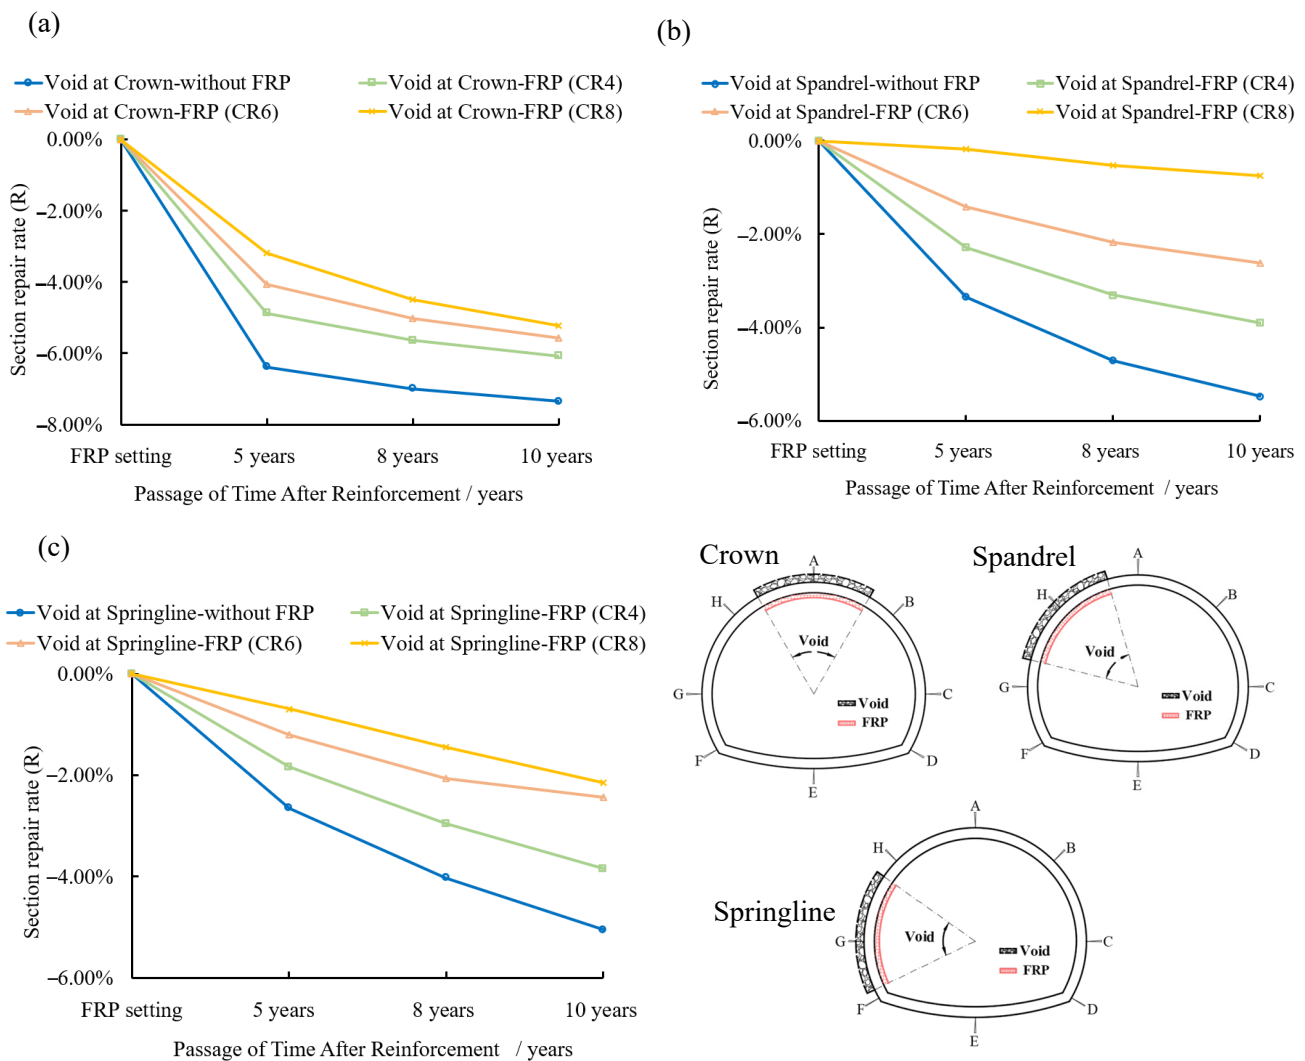 (a)
Void at Crown-without FRP
Void at Crown-FRP (CR4)
Void at Crown-FRP (CR6)
Void at Crown-FRP (CR8)
0.00%
–2.00%
–4.00%
–6.00%
–8.00%
Section repair rate (R)
FRP setting
5 years
8 years
10 years
Passage of Time After Reinforcement / years
(b)
Void at Spandrel-without FRP
Void at Spandrel-FRP (CR4)
Void at Spandrel-FRP (CR6)
Void at Spandrel-FRP (CR8)
0.00%
–2.00%
–4.00%
–6.00%
Section repair rate (R)
FRP setting
5 years
8 years
10 years
Passage of Time After Reinforcement / years
(c)
Void at Springline-without FRP
Void at Springline-FRP (CR4)
Void at Springline-FRP (CR6)
Void at Springline-FRP (CR8)
0.00%
–2.00%
–4.00%
–6.00%
Section repair rate (R)
FRP setting
5 years
8 years
10 years
Passage of Time After Reinforcement / years
Crown
A
H
B
Void
G
C
Void
FRP
F
D
E
Spandrel
A
H
B
Void
G
C
Void
FRP
F
D
E
Springline
A
H
B
Void
G
C
Void
FRP
F
D
E